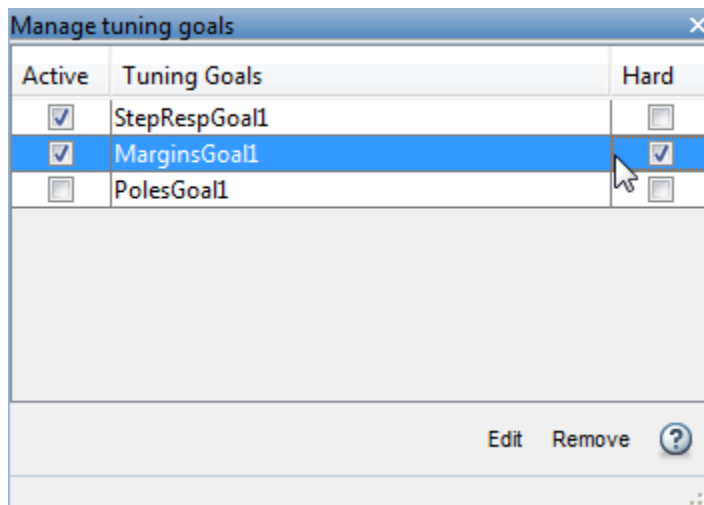 Manage tuning goals
Active Tuning Goals Hard
StepRespGoal1
MarginsGoal1
PolesGoal1
Edit Remove ?